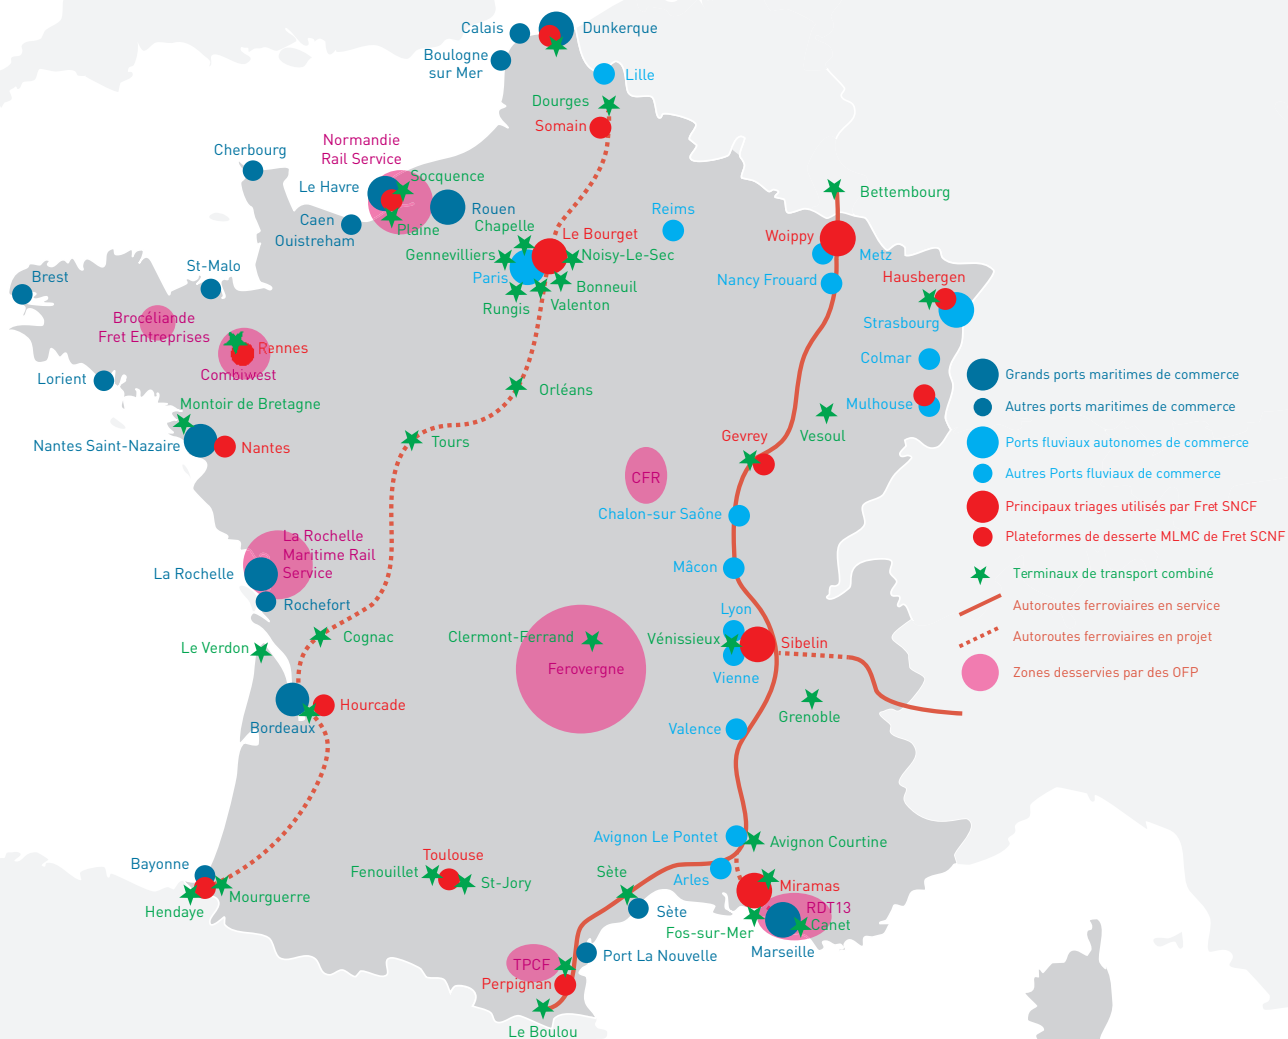 Calais
Dunkerque
Boulogne
sur Mer
Lille
Dourges
Somain
Normandie
Rail Service
Cherbourg
Le Havre
Socquence
Rouen
Caen
Ouistreham
Plaine
Chapelle
Le Bourget
Reims
Bettembourg
Woippy
Metz
Gennevilliers
Noisy-Le-Sec
Paris
Bonneuil
Rungis
Valenton
Nancy Frouard
Hausbergen
Strasbourg
Brest
St-Malo
Brocéliande
Fret Entreprises
Rennes
Combiwest
Lorient
Montoir de Bretagne
Nantes Saint-Nazaire
Nantes
Orléans
Tours
Colmar
Mulhouse
Vesoul
Gevrey
CFR
Chalon-sur Saône
Mâcon
La Rochelle
Maritime Rail
Service
La Rochelle
Rochefort
Le Verdon
Cognac
Clermont-Ferrand
Ferovergne
Lyon
Vénissieux
Sibelin
Vienne
Grenoble
Hourcade
Bordeaux
Valence
Avignon Le Pontet
Avignon Courtine
Arles
Miramas
RDT13
Canet
Fos-sur-Mer
Marseille
Bayonne
Hendaye
Mourguerre
Toulouse
Fenouillet
St-Jory
Sète
Sète
Port La Nouvelle
TPCF
Perpignan
Le Boulou
Grands ports maritimes de commerce
Autres ports maritimes de commerce
Ports fluviaux autonomes de commerce
Autres Ports fluviaux de commerce
Principaux triages utilisés par Fret SNCF
Plateformes de desserte MLMC de Fret SCNF
Terminaux de transport combiné
Autoroutes ferroviaires en service
Autoroutes ferroviaires en projet
Zones desservies par des OFP